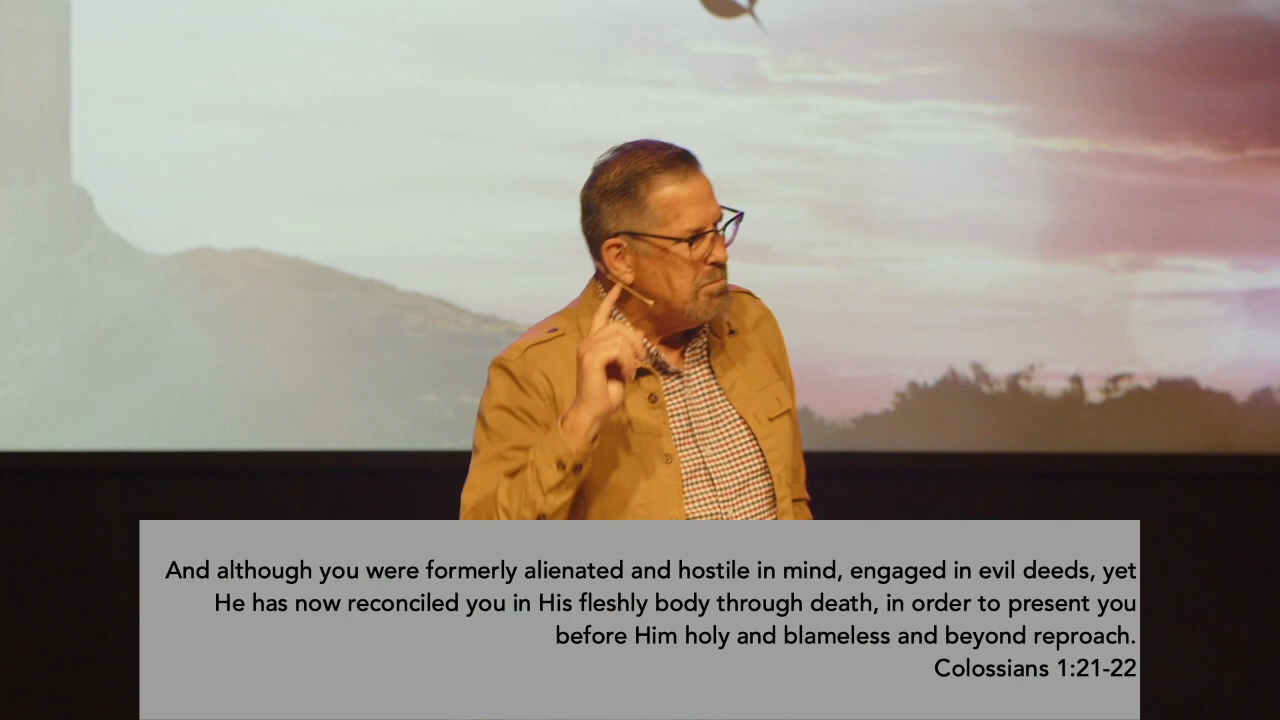 And although you were formerly alienated and hostile in mind, engaged in evil deeds, yet
He has now reconciled you in His fleshly body through death, in order to present you
before Him holy and blameless and beyond reproach.
Colossians 1:21-22